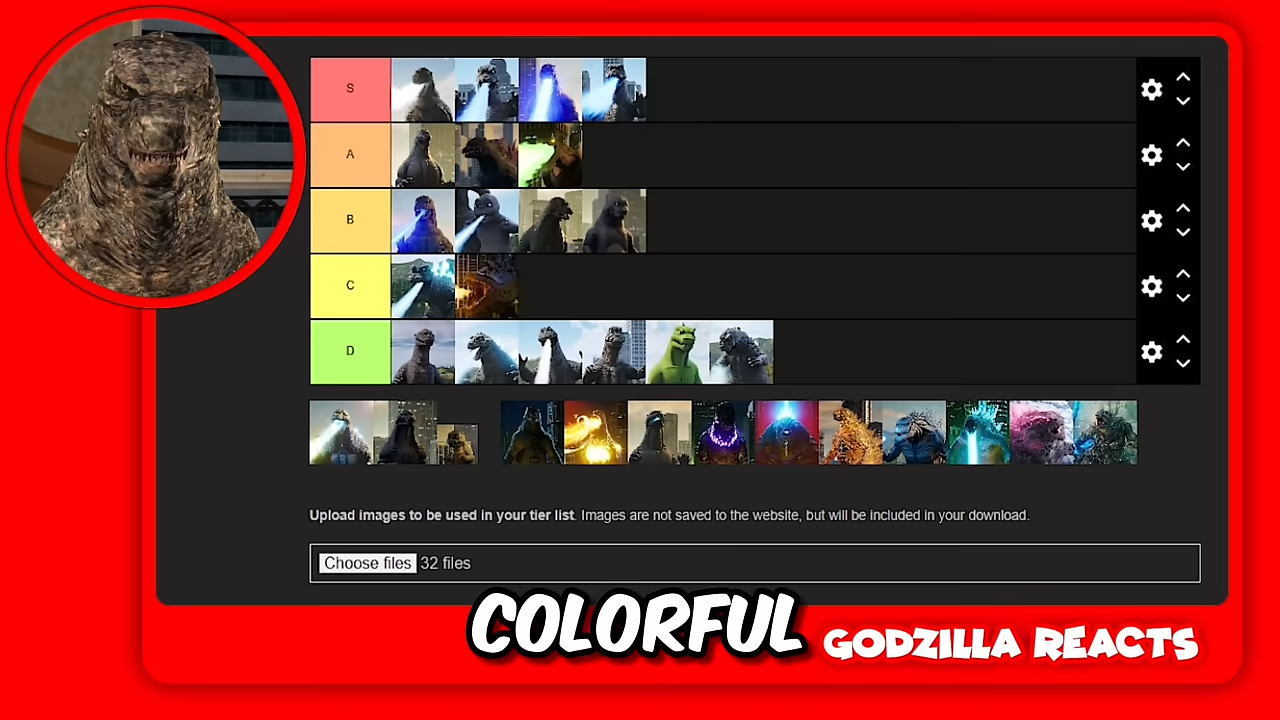 S
A
B
C
D
Upload images to be used in your tier list. Images are not saved to the website, but will be included in your download.
Choose files 32 files
COLORFUL
GODZILLA REACTS